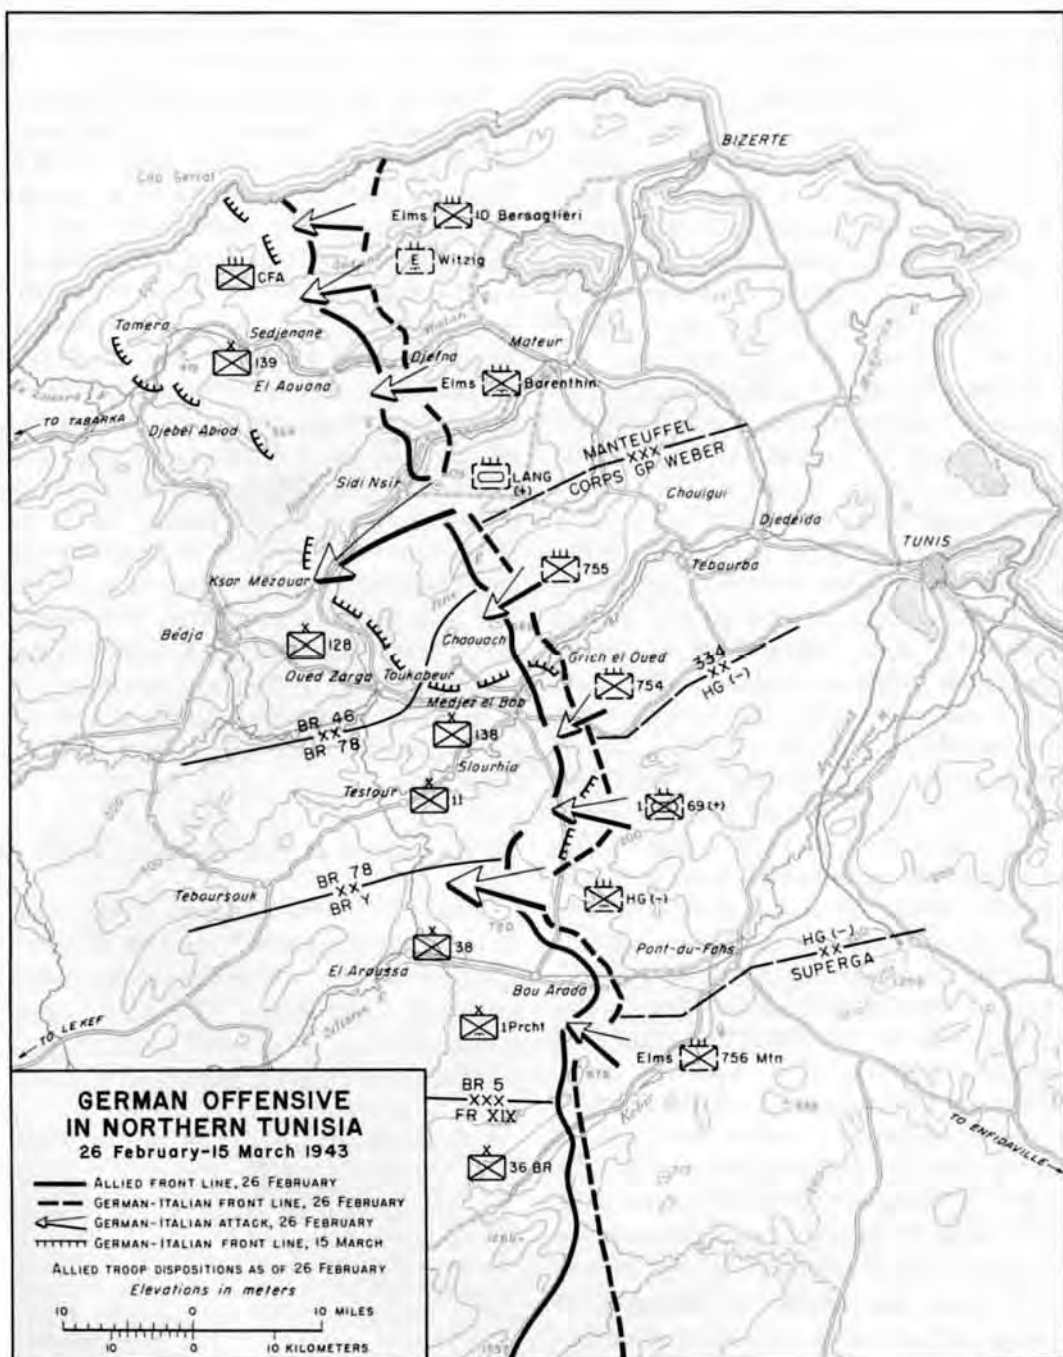 BIZERTE
Cap Serrat
Elms 10 Bersaglieri
E Witzig
CFA
Tamera
Sedjenane
139
El Aouana
Djefna
Mateur
Elms Barenthin
TO TABARKA
Djebel Abiod
MANTEUFFEL
XXX
CORPS GP WEBER
Sidi Nsir
LANG
(+)
Chouigui
Djedeida
TUNIS
Ksar Mezouar
755
Tebourba
Bédja
128
Chaouach
Oued Zarga
Toukabeur
Grich el Oued
754
334
XX
HG (-)
Medjez el Bab
BR 46
XX
BR 78
138
Slourhia
Testour
11
1 69 (+)
BR 78
XX
BR Y
Teboursouk
HG (-)
38
El Aroussa
Pont-du-Fahs
HG (-)
XX
SUPERGA
Bou Arada
1 Prcht
TO LE KEF
Elms 756 Mtn
BR 5
XXX
FR XIX
TO ENFIDAVILLE
36 BR
GERMAN OFFENSIVE
IN NORTHERN TUNISIA
26 February-15 March 1943
ALLIED FRONT LINE, 26 FEBRUARY
GERMAN-ITALIAN FRONT LINE, 26 FEBRUARY
GERMAN-ITALIAN ATTACK, 26 FEBRUARY
GERMAN-ITALIAN FRONT LINE, 15 MARCH
ALLIED TROOP DISPOSITIONS AS OF 26 FEBRUARY
Elevations in meters
10 0 10 MILES
10 0 10 KILOMETERS